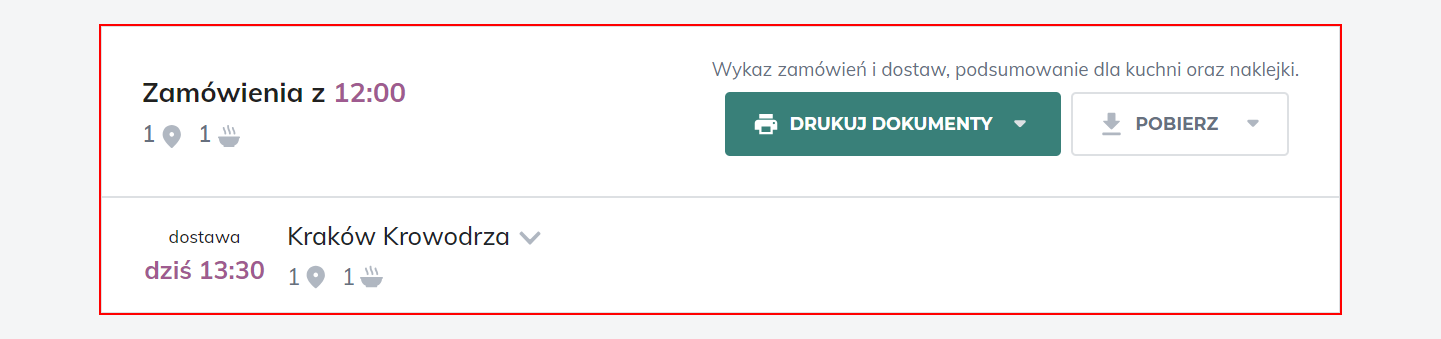 Zamówienia z 12:00
1 1
Wykaz zamówień i dostaw, podsumowanie dla kuchni oraz naklejki.
DRUKUJ DOKUMENTY
POBIERZ
dostawa
dziś 13:30
Kraków Krowodrza
1 1